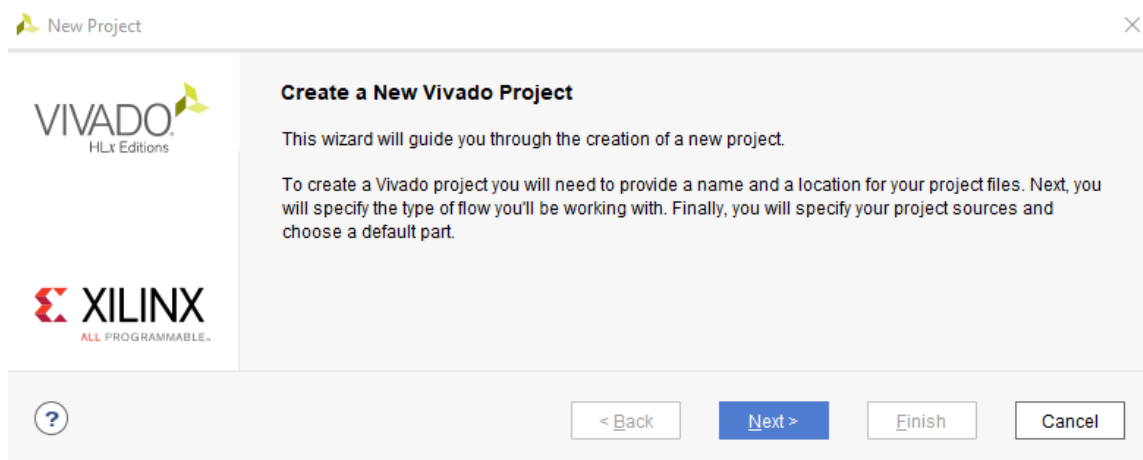 New Project
VIVADO.
HLx Editions
Create a New Vivado Project
This wizard will guide you through the creation of a new project.
To create a Vivado project you will need to provide a name and a location for your project files. Next, you
will specify the type of flow you'll be working with. Finally, you will specify your project sources and
choose a default part.
XILINX
ALL PROGRAMMABLE™
?
< Back
Next >
Finish
Cancel